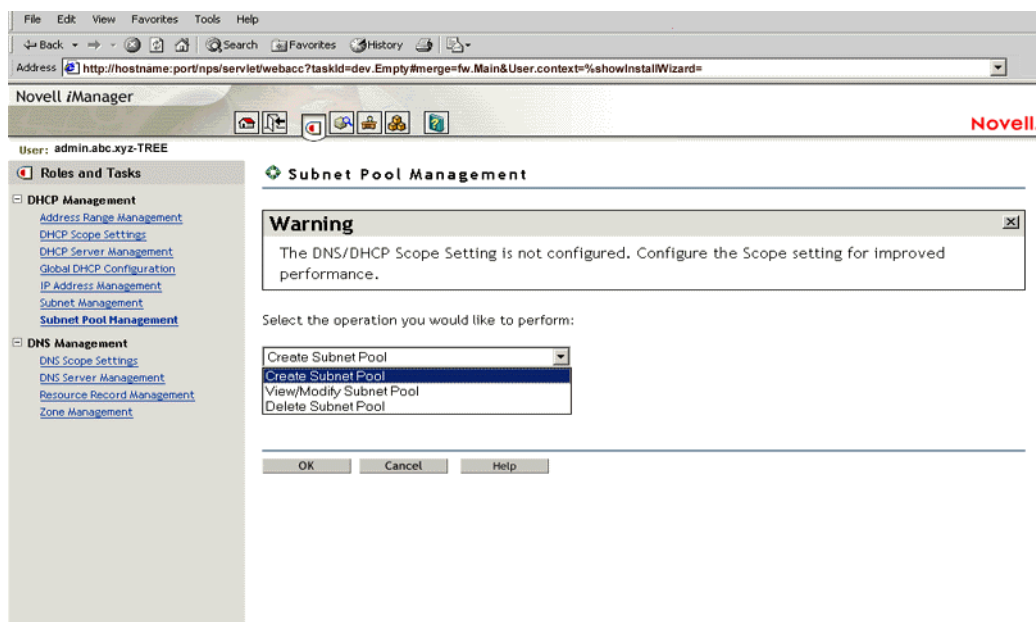 File Edit View Favorites Tools Help
Back Search Favorites History
Address http://hostname:port/nps/servlet/webacc?taskId=dev.Empty#merge=fw.Main&User.context=%showInstallWizard=
Novell iManager
Novell.
User: admin.abc.xyz-TREE
Roles and Tasks
DHCP Management
Address Range Management
DHCP Scope Settings
DHCP Server Management
Global DHCP Configuration
IP Address Management
Subnet Management
Subnet Pool Management
DNS Management
DNS Scope Settings
DNS Server Management
Resource Record Management
Zone Management
Subnet Pool Management
Warning
The DNS/DHCP Scope Setting is not configured. Configure the Scope setting for improved
performance.
Select the operation you would like to perform:
Create Subnet Pool
Create Subnet Pool
View/Modify Subnet Pool
Delete Subnet Pool
OK Cancel Help